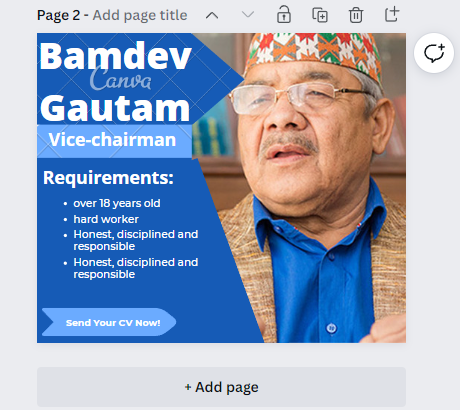 Page 2 - Add page title
Bamdev
Canva
Gautam
Vice-chairman
Requirements:
• over 18 years old
• hard worker
• Honest, disciplined and
responsible
• Honest, disciplined and
responsible
Send Your CV Now!
+ Add page